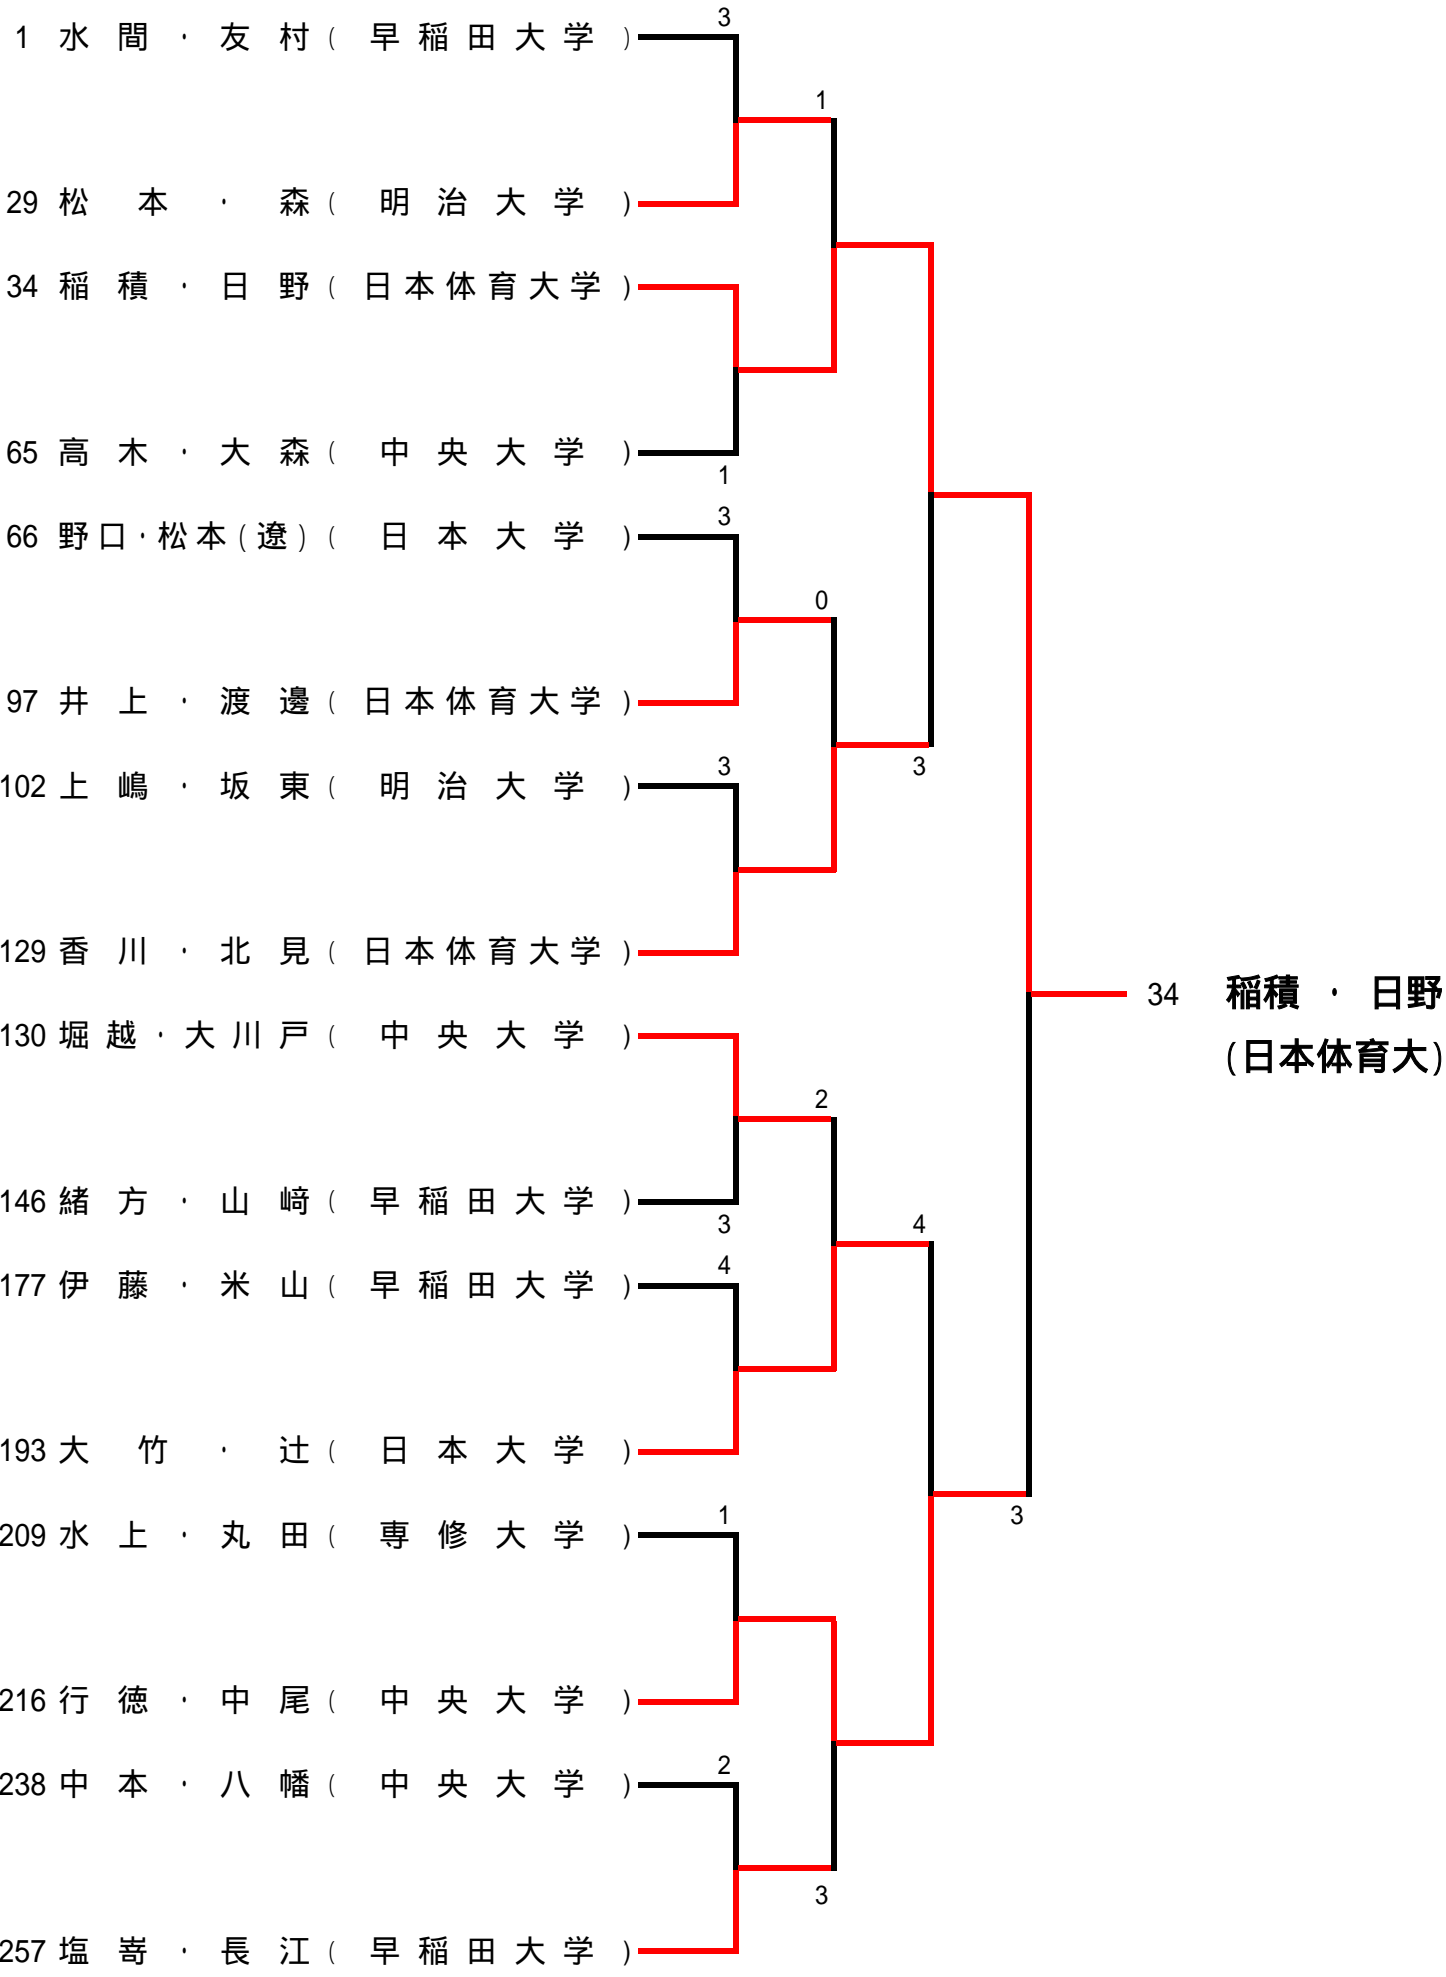 3
1 水間・友村(早稲田大学)
1
29 松本・森(明治大学)
34 稲積・日野(日本体育大学)
65 高木・大森(中央大学)
1
3
66 野口・松本(遼)(日本大学)
0
97 井上・渡邊(日本体育大学)
3
3
102 上嶋・坂東(明治大学)
129 香川・北見(日本体育大学)
34 稲積・日野
(日本体育大)
130 堀越・大川戸(中央大学)
2
146 緒方・山﨑(早稲田大学)
3
4
4
177 伊藤・米山(早稲田大学)
193 大竹・辻(日本大学)
1
3
209 水上・丸田(専修大学)
216 行徳・中尾(中央大学)
2
238 中本・八幡(中央大学)
3
257 塩嵜・長江(早稲田大学)